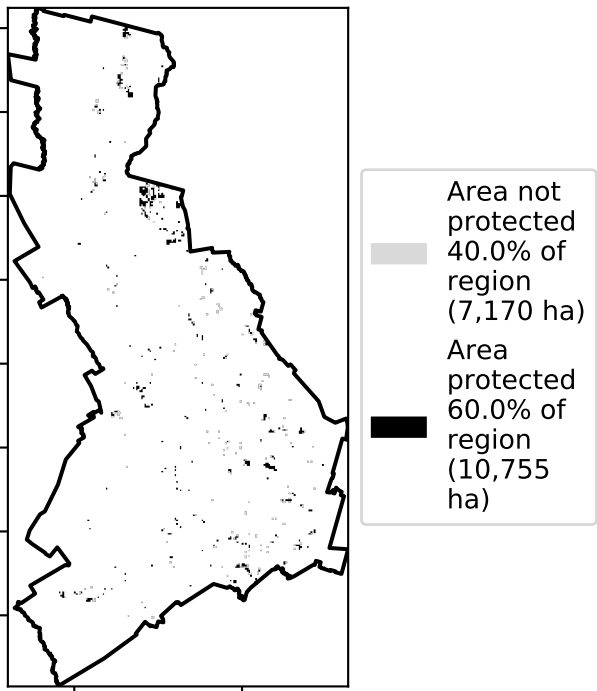 Area not
protected
40.0% of
region
(7,170 ha)
Area
protected
60.0% of
region
(10,755
ha)